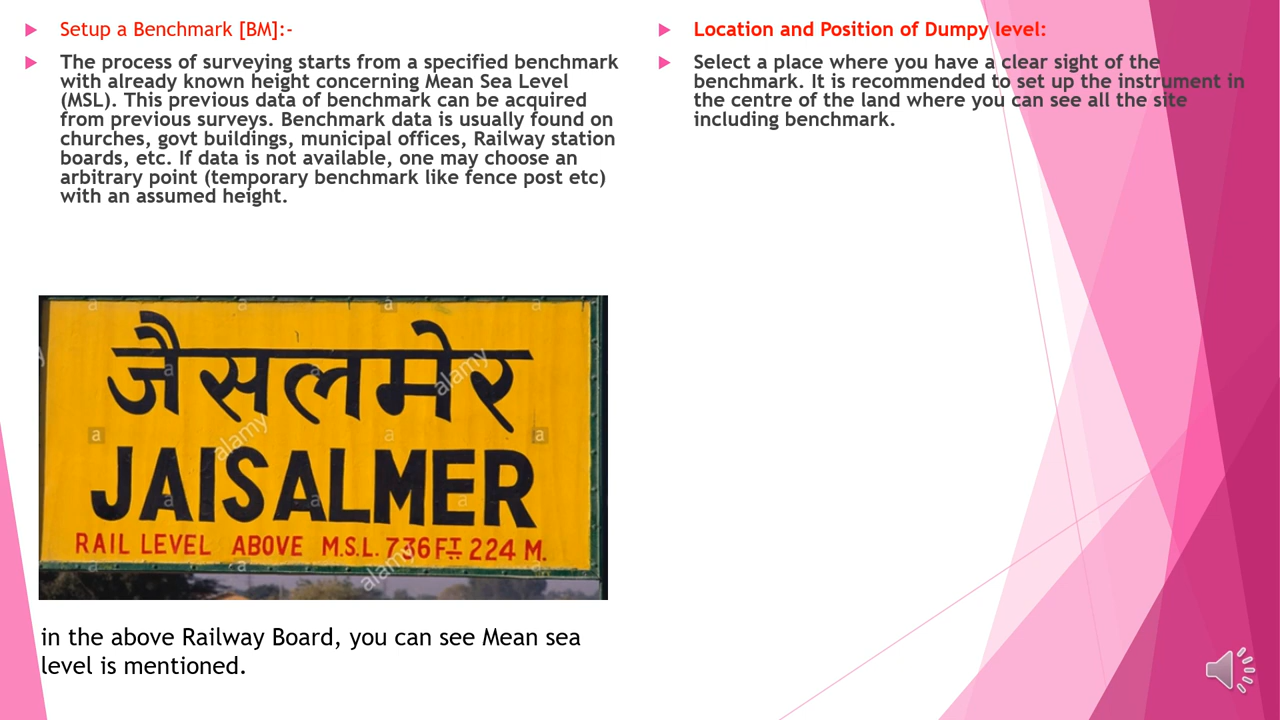 Setup a Benchmark [BM]:-
The process of surveying starts from a specified benchmark
with already known height concerning Mean Sea Level
(MSL). This previous data of benchmark can be acquired
from previous surveys. Benchmark data is usually found on
churches, govt buildings, municipal offices, Railway station
boards, etc. If data is not available, one may choose an
arbitrary point (temporary benchmark like fence post etc)
with an assumed height.
जैसलमेर
JAISALMER
RAIL LEVEL ABOVE M.S.L. 736FT 224 M.
a
a
a
a
a
a
a
a
a
a
alamy
alamy
alamy
in the above Railway Board, you can see Mean sea
level is mentioned.
Location and Position of Dumpy level:
Select a place where you have a clear sight of the
benchmark. It is recommended to set up the instrument in
the centre of the land where you can see all the site
including benchmark.